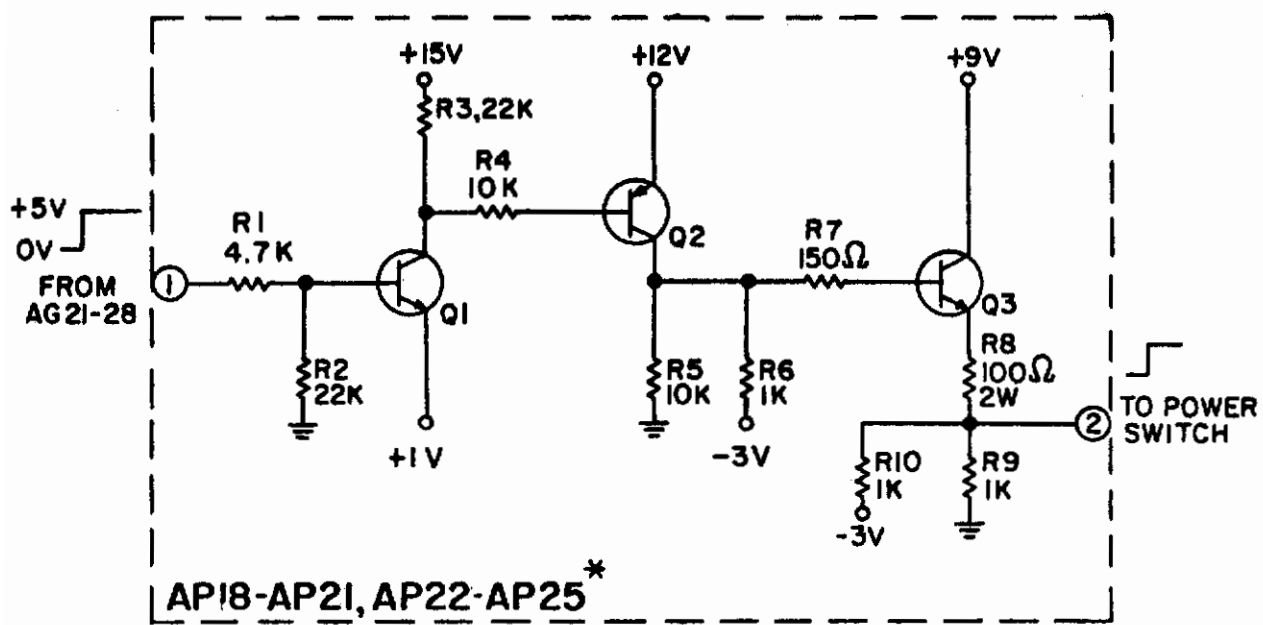 +15V
+12V
+9V
R3,22K
R4
10K
+5V
0V
R1
4.7K
Q2
R7
150Ω
FROM
AG21-28
1
Q1
Q3
R2
22K
R5
10K
R6
1K
R8
100Ω
2W
+1V
-3V
2
TO POWER
SWITCH
R10
1K
R9
1K
-3V
AP18-AP21, AP22-AP25*